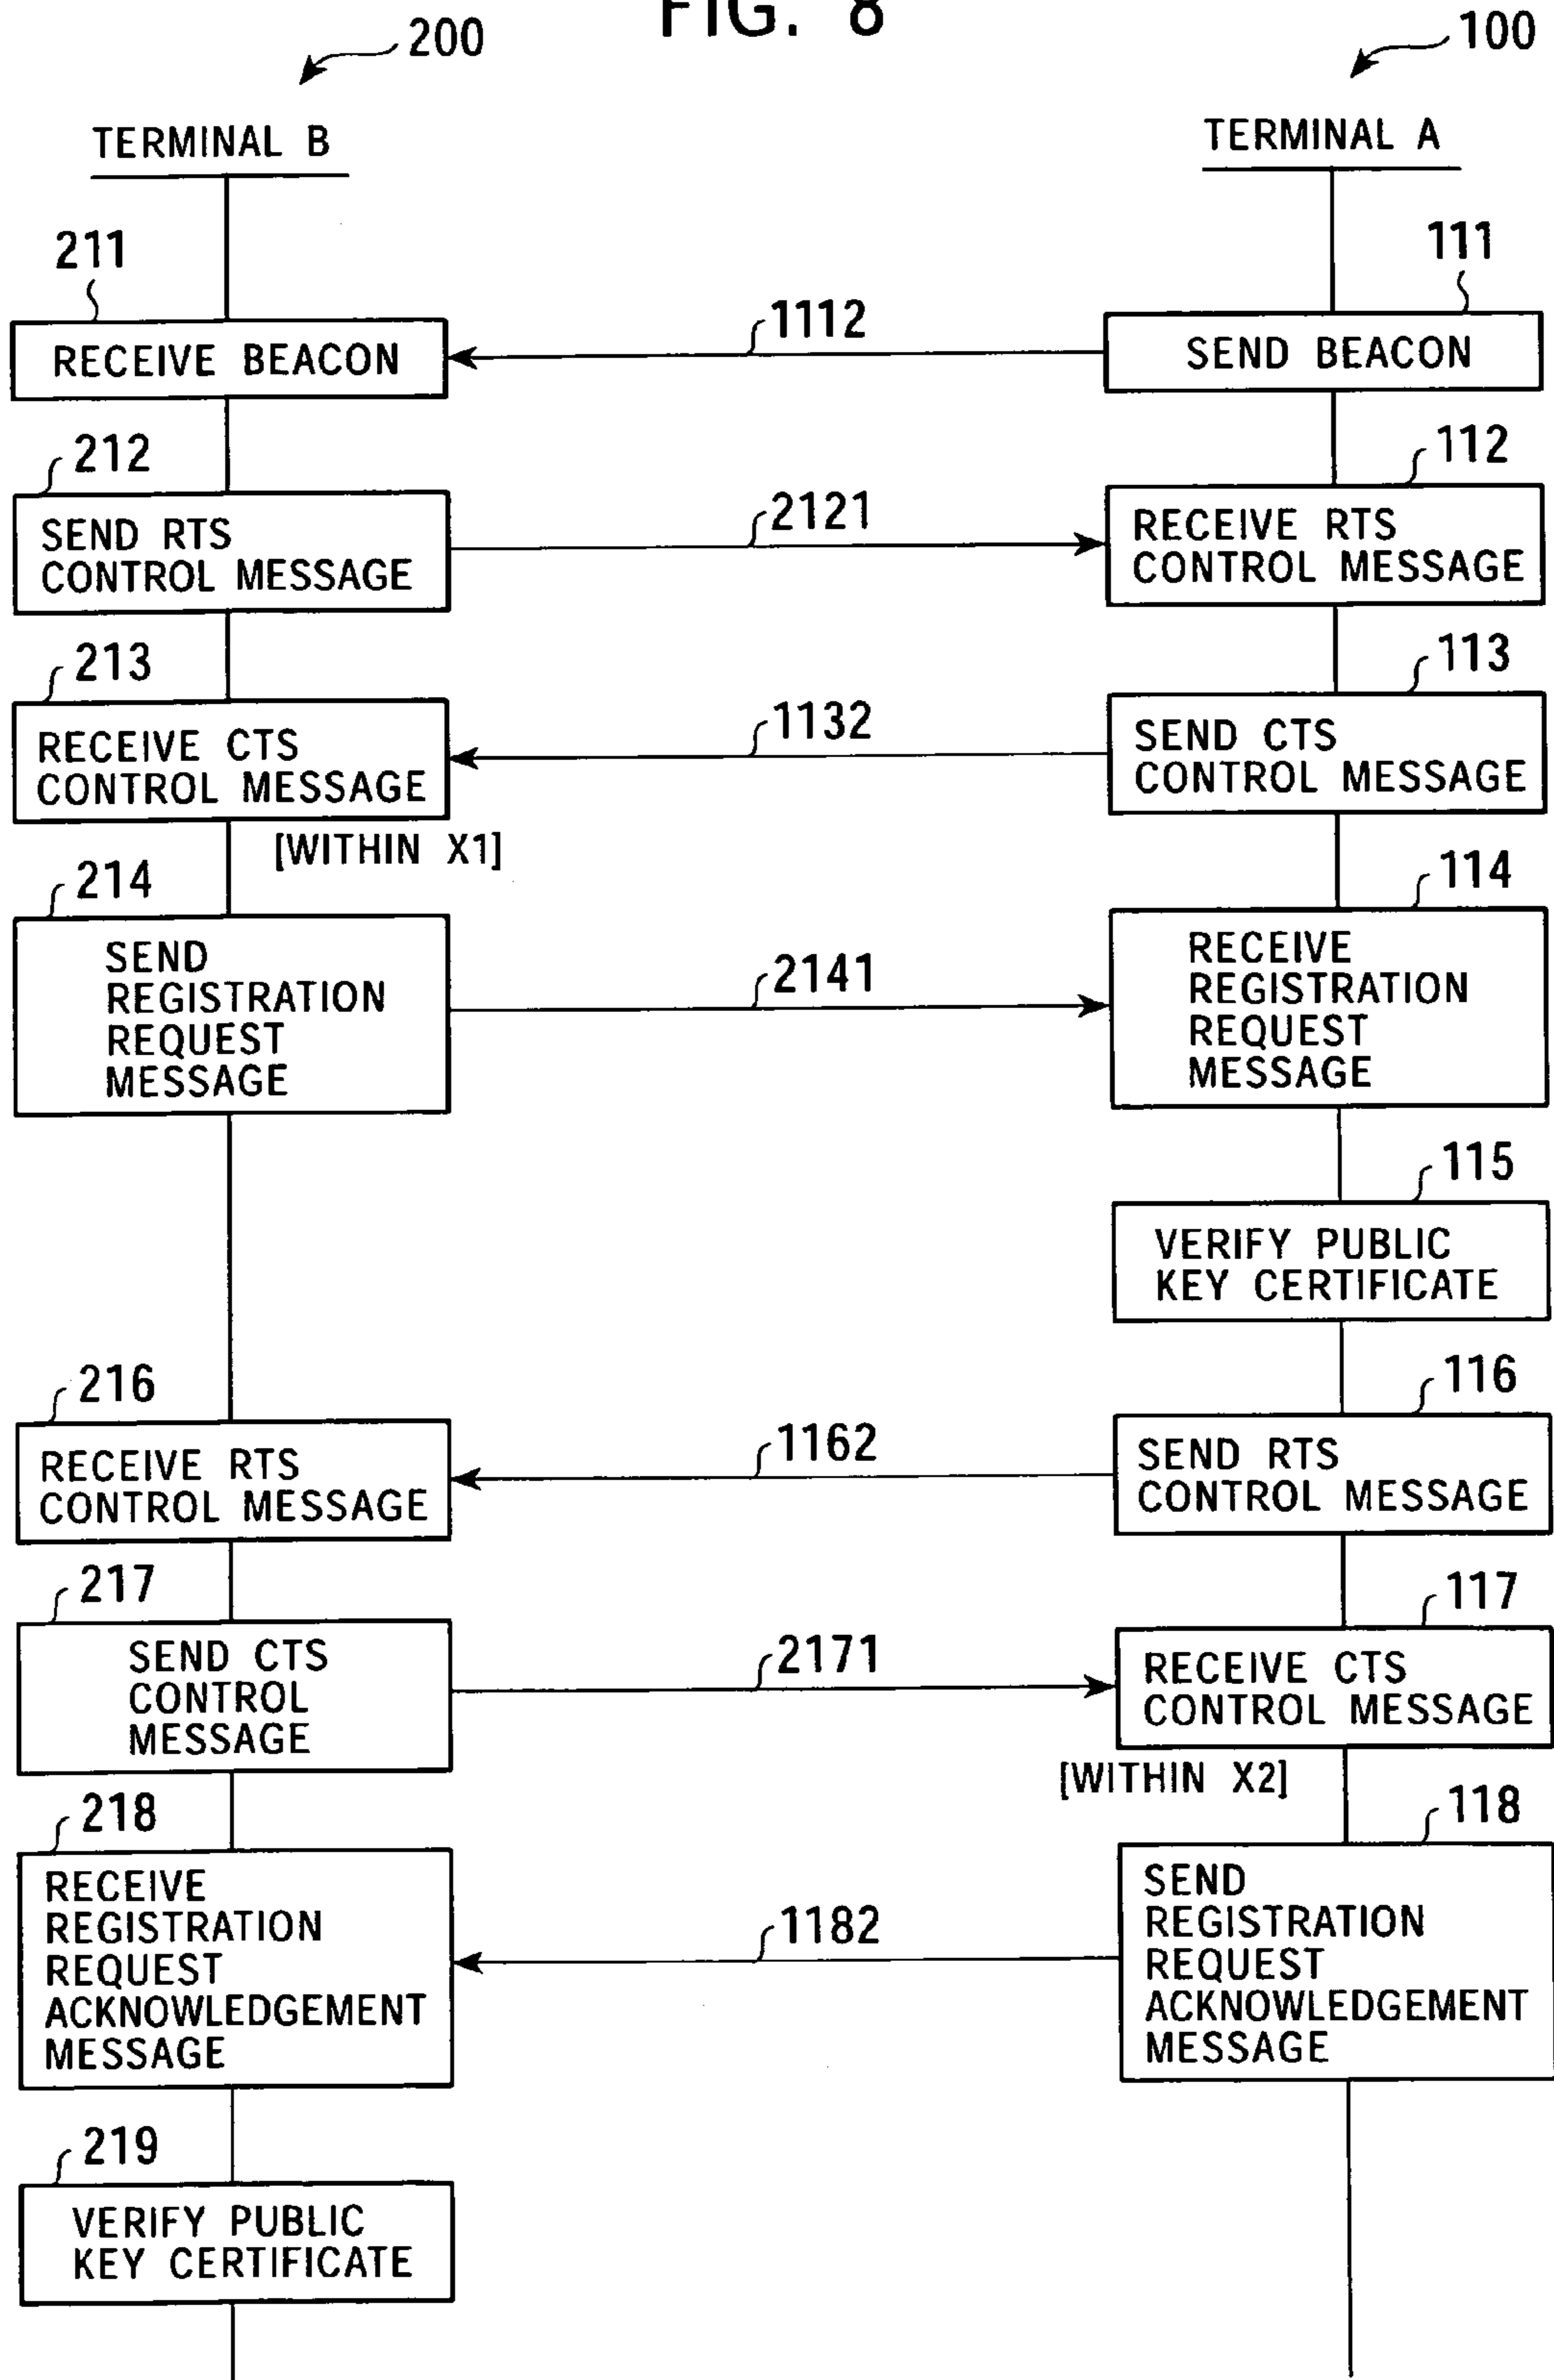 FIG. 8
200
100
TERMINAL B
TERMINAL A
211
111
1112
RECEIVE BEACON
SEND BEACON
212
112
2121
SEND RTS
CONTROL MESSAGE
RECEIVE RTS
CONTROL MESSAGE
213
113
1132
RECEIVE CTS
CONTROL MESSAGE
SEND CTS
CONTROL MESSAGE
[WITHIN X1]
214
114
2141
SEND
REGISTRATION
REQUEST
MESSAGE
RECEIVE
REGISTRATION
REQUEST
MESSAGE
115
VERIFY PUBLIC
KEY CERTIFICATE
216
116
1162
RECEIVE RTS
CONTROL MESSAGE
SEND RTS
CONTROL MESSAGE
217
117
2171
SEND CTS
CONTROL
MESSAGE
RECEIVE CTS
CONTROL MESSAGE
[WITHIN X2]
218
118
1182
RECEIVE
REGISTRATION
REQUEST
ACKNOWLEDGEMENT
MESSAGE
SEND
REGISTRATION
REQUEST
ACKNOWLEDGEMENT
MESSAGE
219
VERIFY PUBLIC
KEY CERTIFICATE